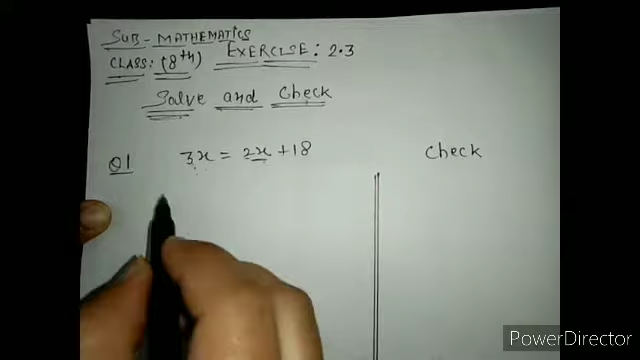 SUB- MATHEMATICS
CLASS: (8th) EXERCISE: 2.3
Solve and Check
Q1 3x = 2x + 18 Check
PowerDirector